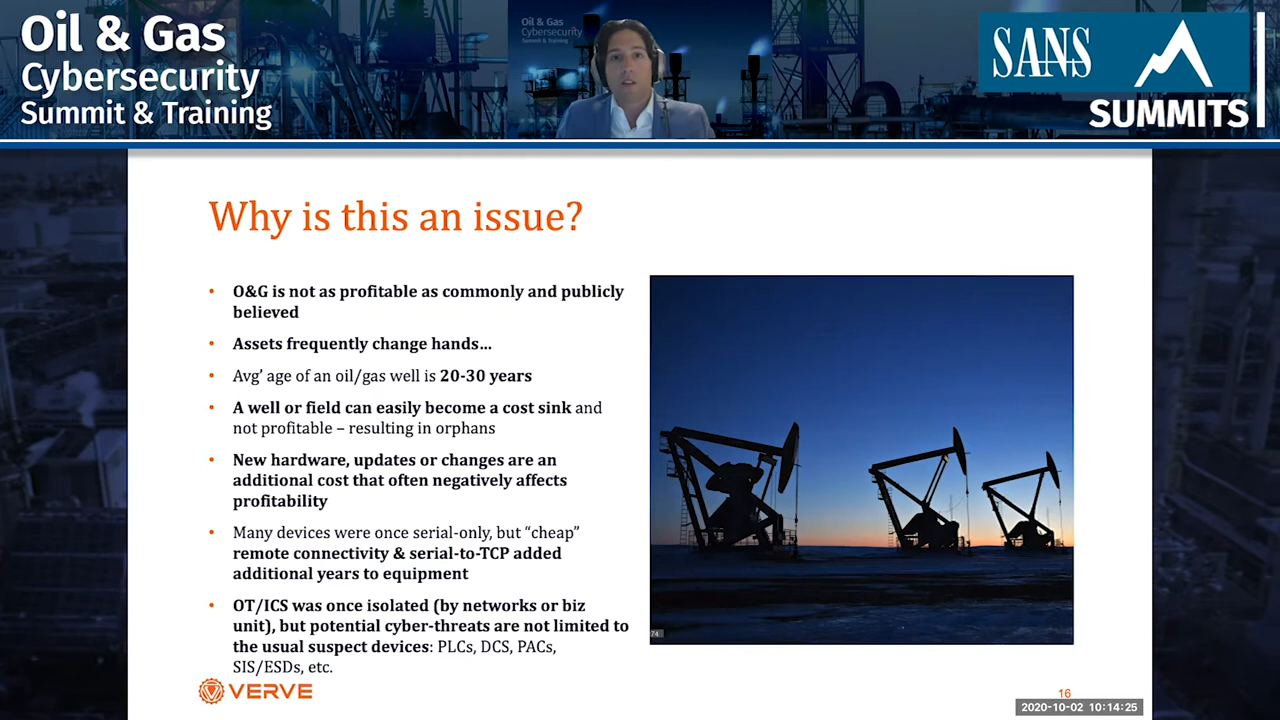 Oil & Gas
Cybersecurity
Summit & Training
Oil & Gas
Cybersecurity
Summit & Training
SANS
SUMMITS
Why is this an issue?
• O&G is not as profitable as commonly and publicly
believed
• Assets frequently change hands…
• Avg’ age of an oil/gas well is 20-30 years
• A well or field can easily become a cost sink and
not profitable – resulting in orphans
• New hardware, updates or changes are an
additional cost that often negatively affects
profitability
• Many devices were once serial-only, but “cheap”
remote connectivity & serial-to-TCP added
additional years to equipment
• OT/ICS was once isolated (by networks or biz
unit), but potential cyber-threats are not limited to
the usual suspect devices: PLCs, DCS, PACs,
SIS/ESDs, etc.
74
VERVE
16
2020-10-02 10:14:25